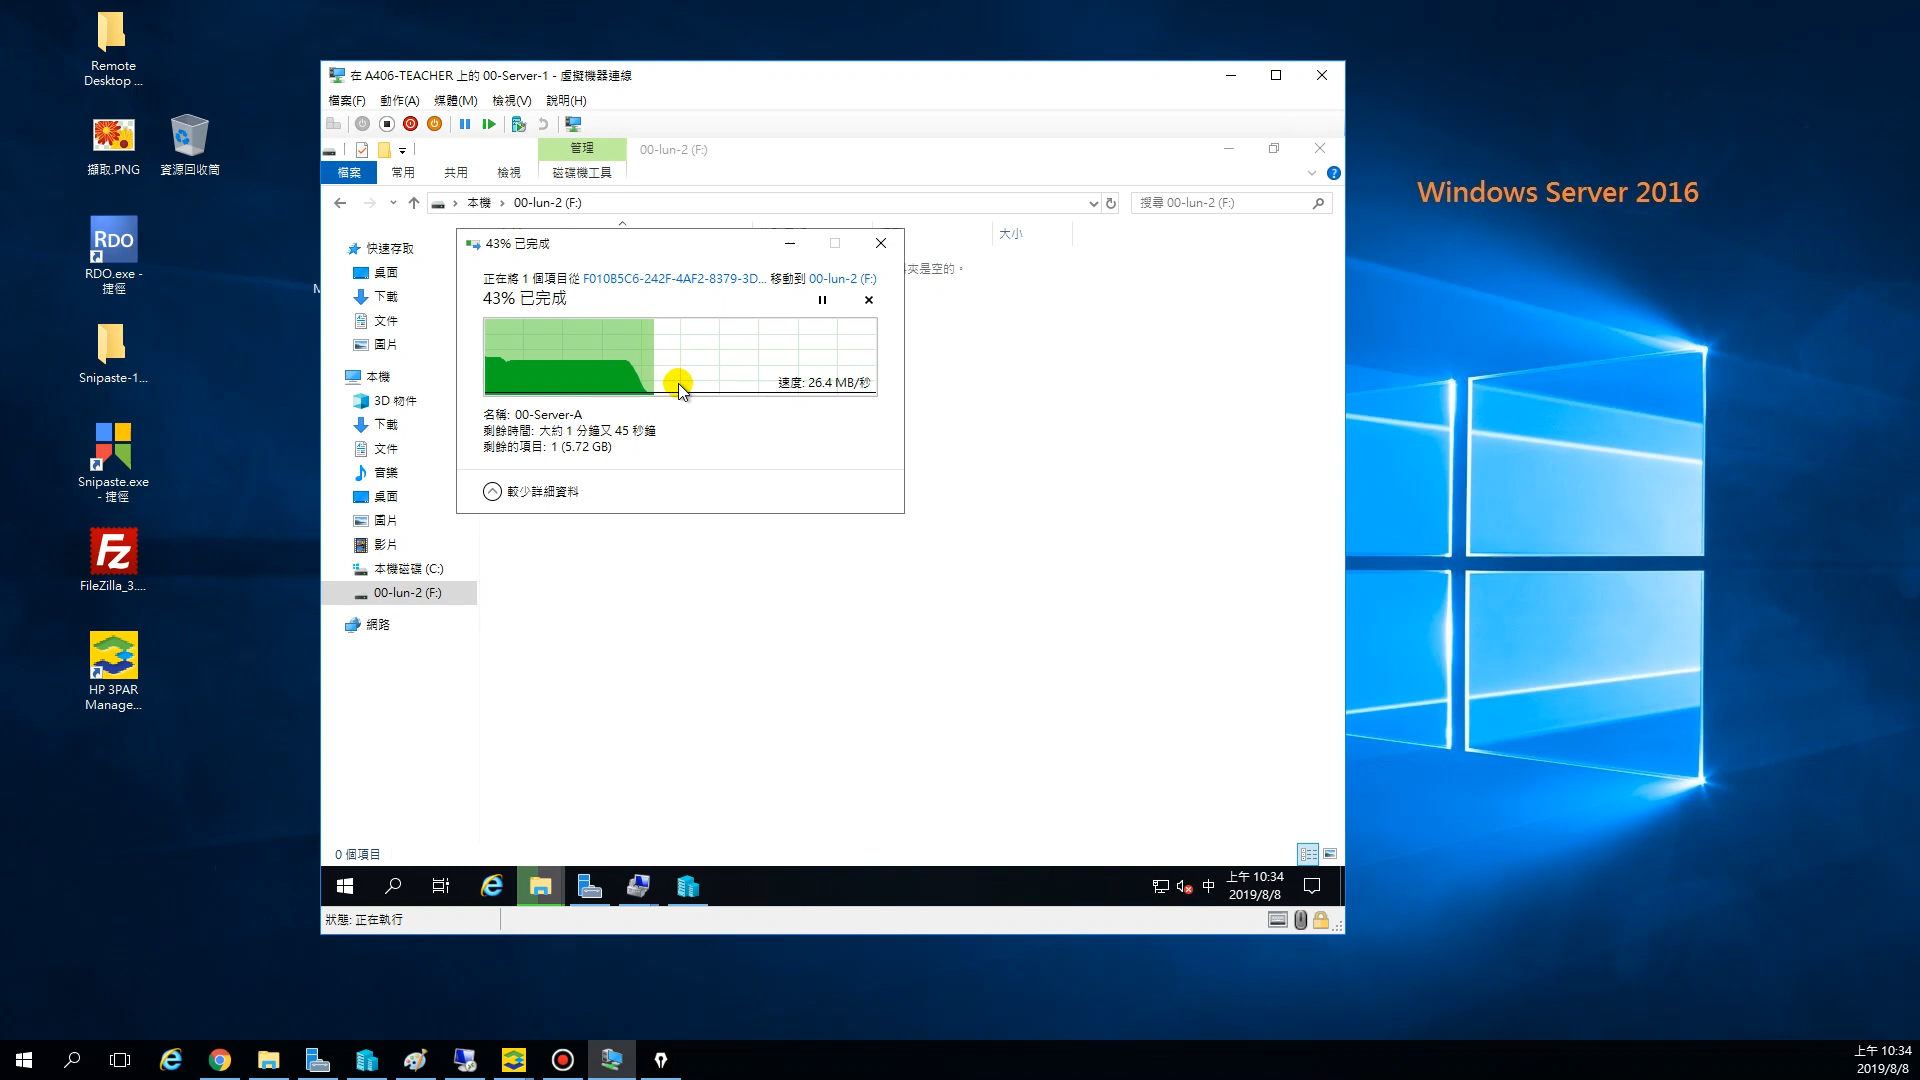 Remote
Desktop ...
擷取.PNG
資源回收筒
RDO
RDO.exe -
捷徑
Snipaste-1...
Snipaste.exe
- 捷徑
Fz
FileZilla_3....
HP 3PAR
Manage...
Windows Server 2016
在 A406-TEACHER 上的 00-Server-1 - 虛擬機器連線
檔案(F) 動作(A) 媒體(M) 檢視(V) 說明(H)
管理 00-lun-2 (F:)
檔案 常用 共用 檢視 磁碟機工具
本機 › 00-lun-2 (F:)
搜尋 00-lun-2 (F:)
大小
夾是空的。
快速存取
桌面
下載
文件
圖片
本機
3D 物件
下載
文件
音樂
桌面
圖片
影片
本機磁碟 (C:)
00-lun-2 (F:)
網路
43% 已完成
正在將 1 個項目從 F010B5C6-242F-4AF2-8379-3D... 移動到 00-lun-2 (F:)
43% 已完成
速度: 26.4 MB/秒
名稱: 00-Server-A
剩餘時間: 大約 1 分鐘又 45 秒鐘
剩餘的項目: 1 (5.72 GB)
較少詳細資料
0 個項目
中
上午 10:34
2019/8/8
狀態: 正在執行
上午 10:34
2019/8/8